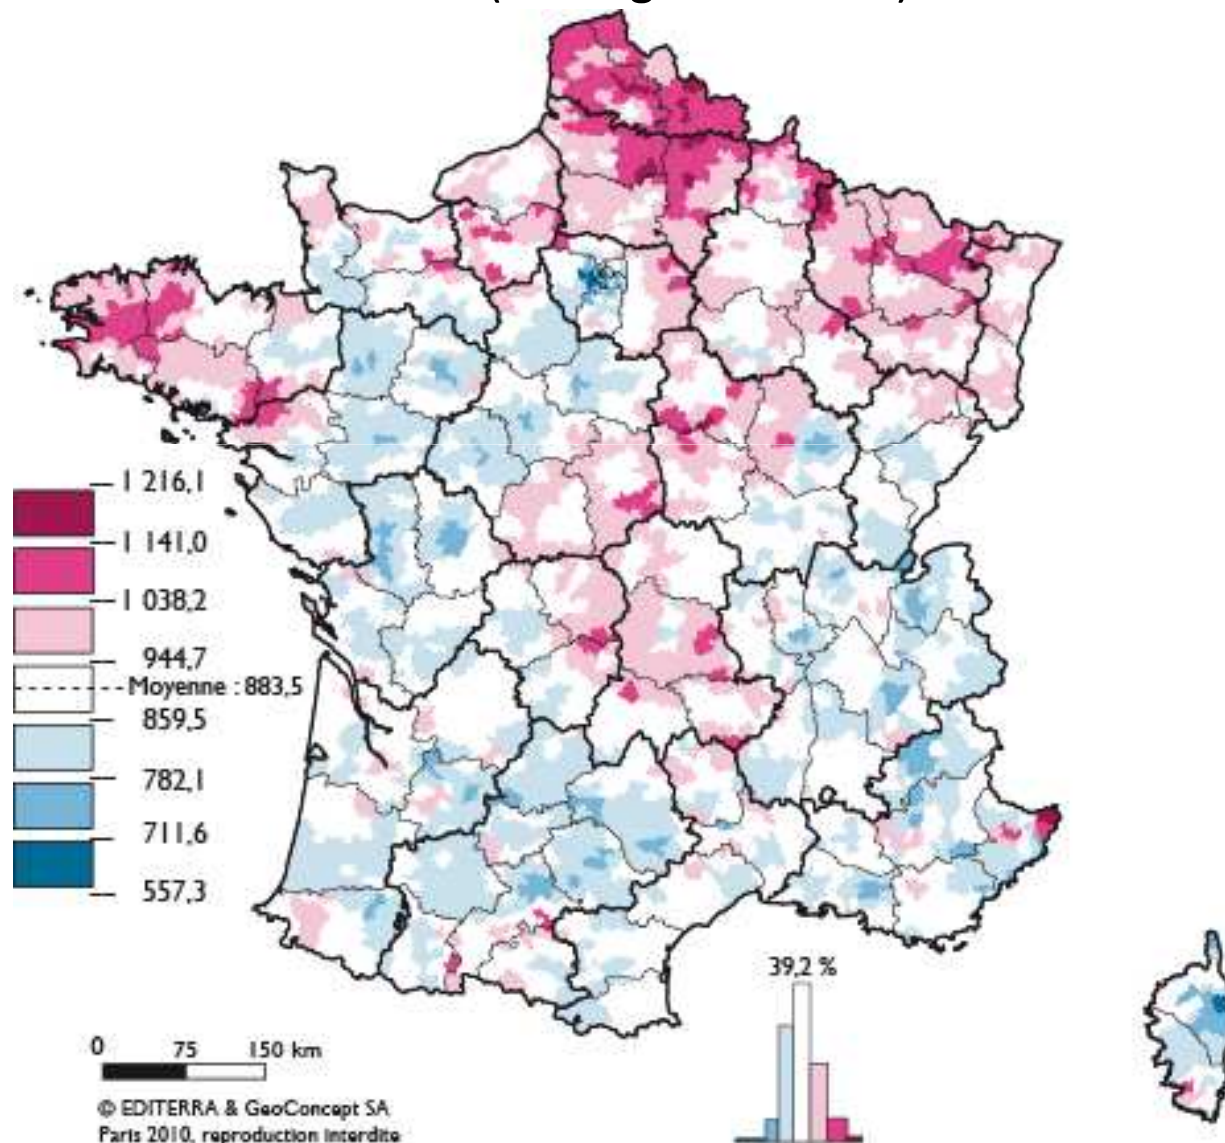 1 216,1
1 141,0
1 038,2
944,7
Moyenne : 883,5
859,5
782,1
711,6
557,3
39,2 %
0 75 150 km
© EDITERRA & GeoConcept SA
Paris 2010, reproduction interdite